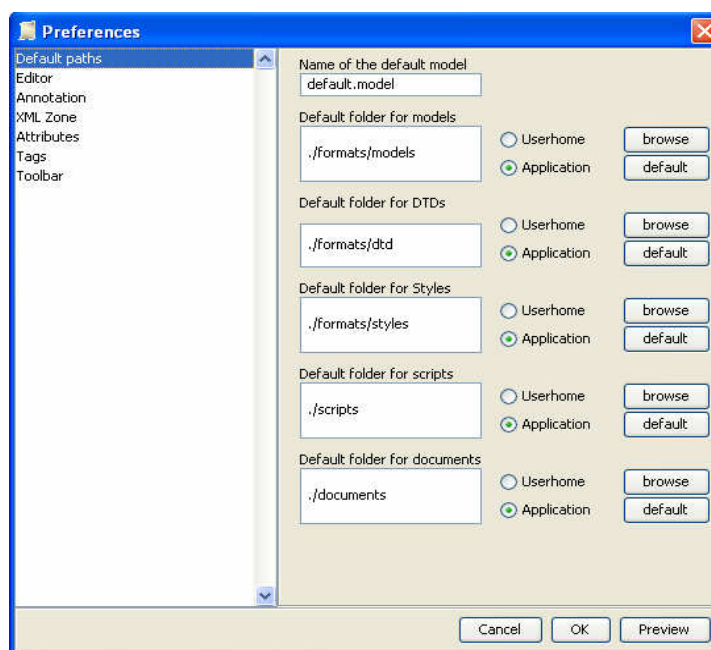 Preferences
Default paths
Editor
Annotation
XML Zone
Attributes
Tags
Toolbar
Name of the default model
default.model
Default folder for models
./formats/models
Userhome
browse
Application
default
Default folder for DTDs
./formats/dtd
Userhome
browse
Application
default
Default folder for Styles
./formats/styles
Userhome
browse
Application
default
Default folder for scripts
./scripts
Userhome
browse
Application
default
Default folder for documents
./documents
Userhome
browse
Application
default
Cancel
OK
Preview